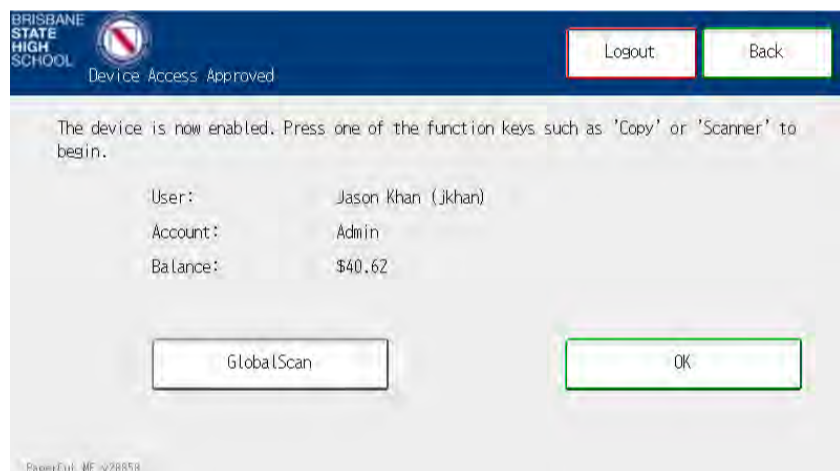 BRISBANE
STATE
HIGH
SCHOOL
Device Access Approved
Logout
Back
The device is now enabled. Press one of the function keys such as 'Copy' or 'Scanner' to
begin.
User: Jason Khan (jkhan)
Account: Admin
Balance: $40.62
GlobalScan
OK
PaperCut MF